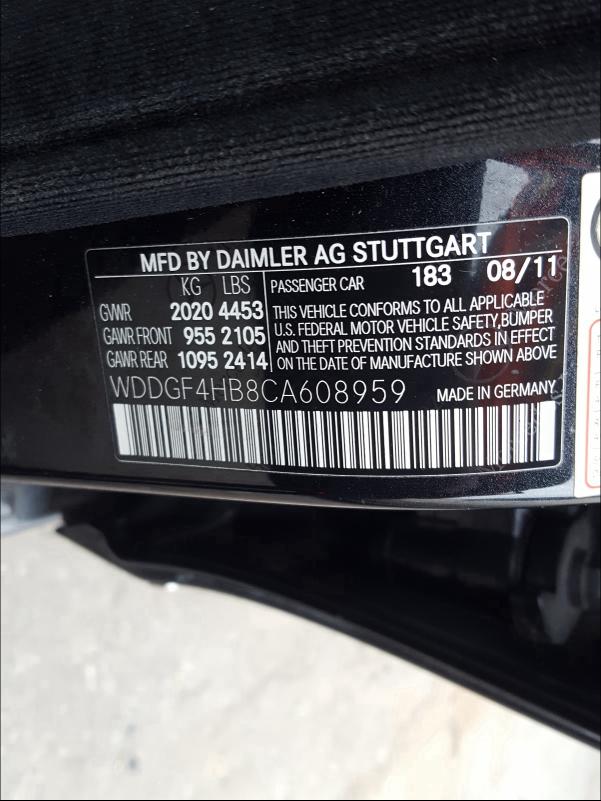 MFD BY DAIMLER AG STUTTGART
KG LBS
GVWR 2020 4453
GAWR FRONT 955 2105
GAWR REAR 1095 2414
PASSENGER CAR 183 08/11
THIS VEHICLE CONFORMS TO ALL APPLICABLE
U.S. FEDERAL MOTOR VEHICLE SAFETY,BUMPER
AND THEFT PREVENTION STANDARDS IN EFFECT
ON THE DATE OF MANUFACTURE SHOWN ABOVE
WDDGF4HB8CA608959
MADE IN GERMANY